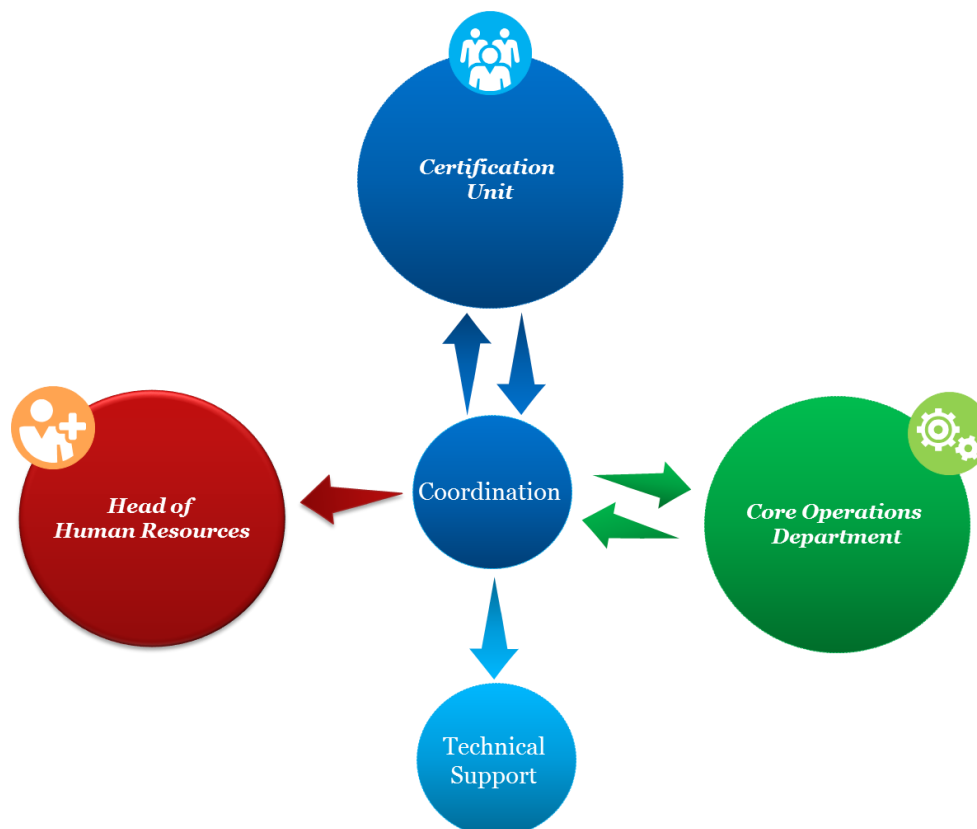 Certification
Unit
Coordination
Head of
Human Resources
Core Operations
Department
Technical
Support